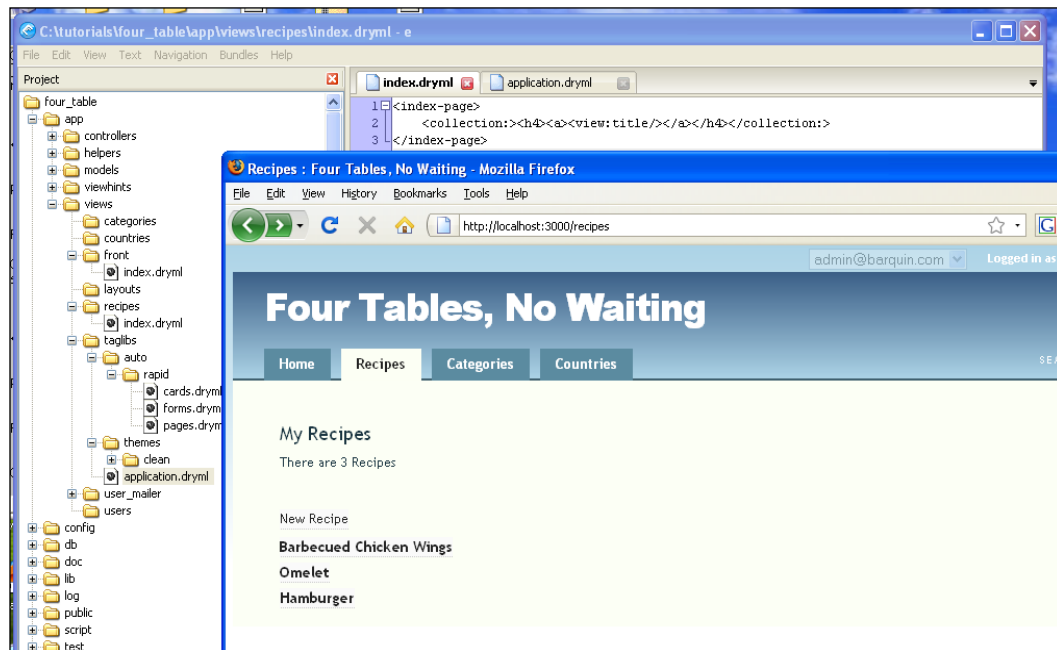 C:\tutorials\four_table\app\views\recipes\index.dryml - e
File Edit View Text Navigation Bundles Help
Project
index.dryml
application.dryml
four_table
app
controllers
helpers
models
viewhints
views
categories
countries
front
index.dryml
layouts
recipes
index.dryml
taglibs
auto
rapid
cards.dryml
forms.drym
pages.drym
themes
clean
application.dryml
user_mailer
users
config
db
doc
lib
log
public
script
test
1 <index-page>
2 <collection:><h4><a><view:title/></a></h4></collection:>
3 </index-page>
Recipes : Four Tables, No Waiting - Mozilla Firefox
File Edit View History Bookmarks Tools Help
http://localhost:3000/recipes
G
admin@barquin.com Logged in as
Four Tables, No Waiting
SEA
Home Recipes Categories Countries
My Recipes
There are 3 Recipes
New Recipe
Barbecued Chicken Wings
Omelet
Hamburger